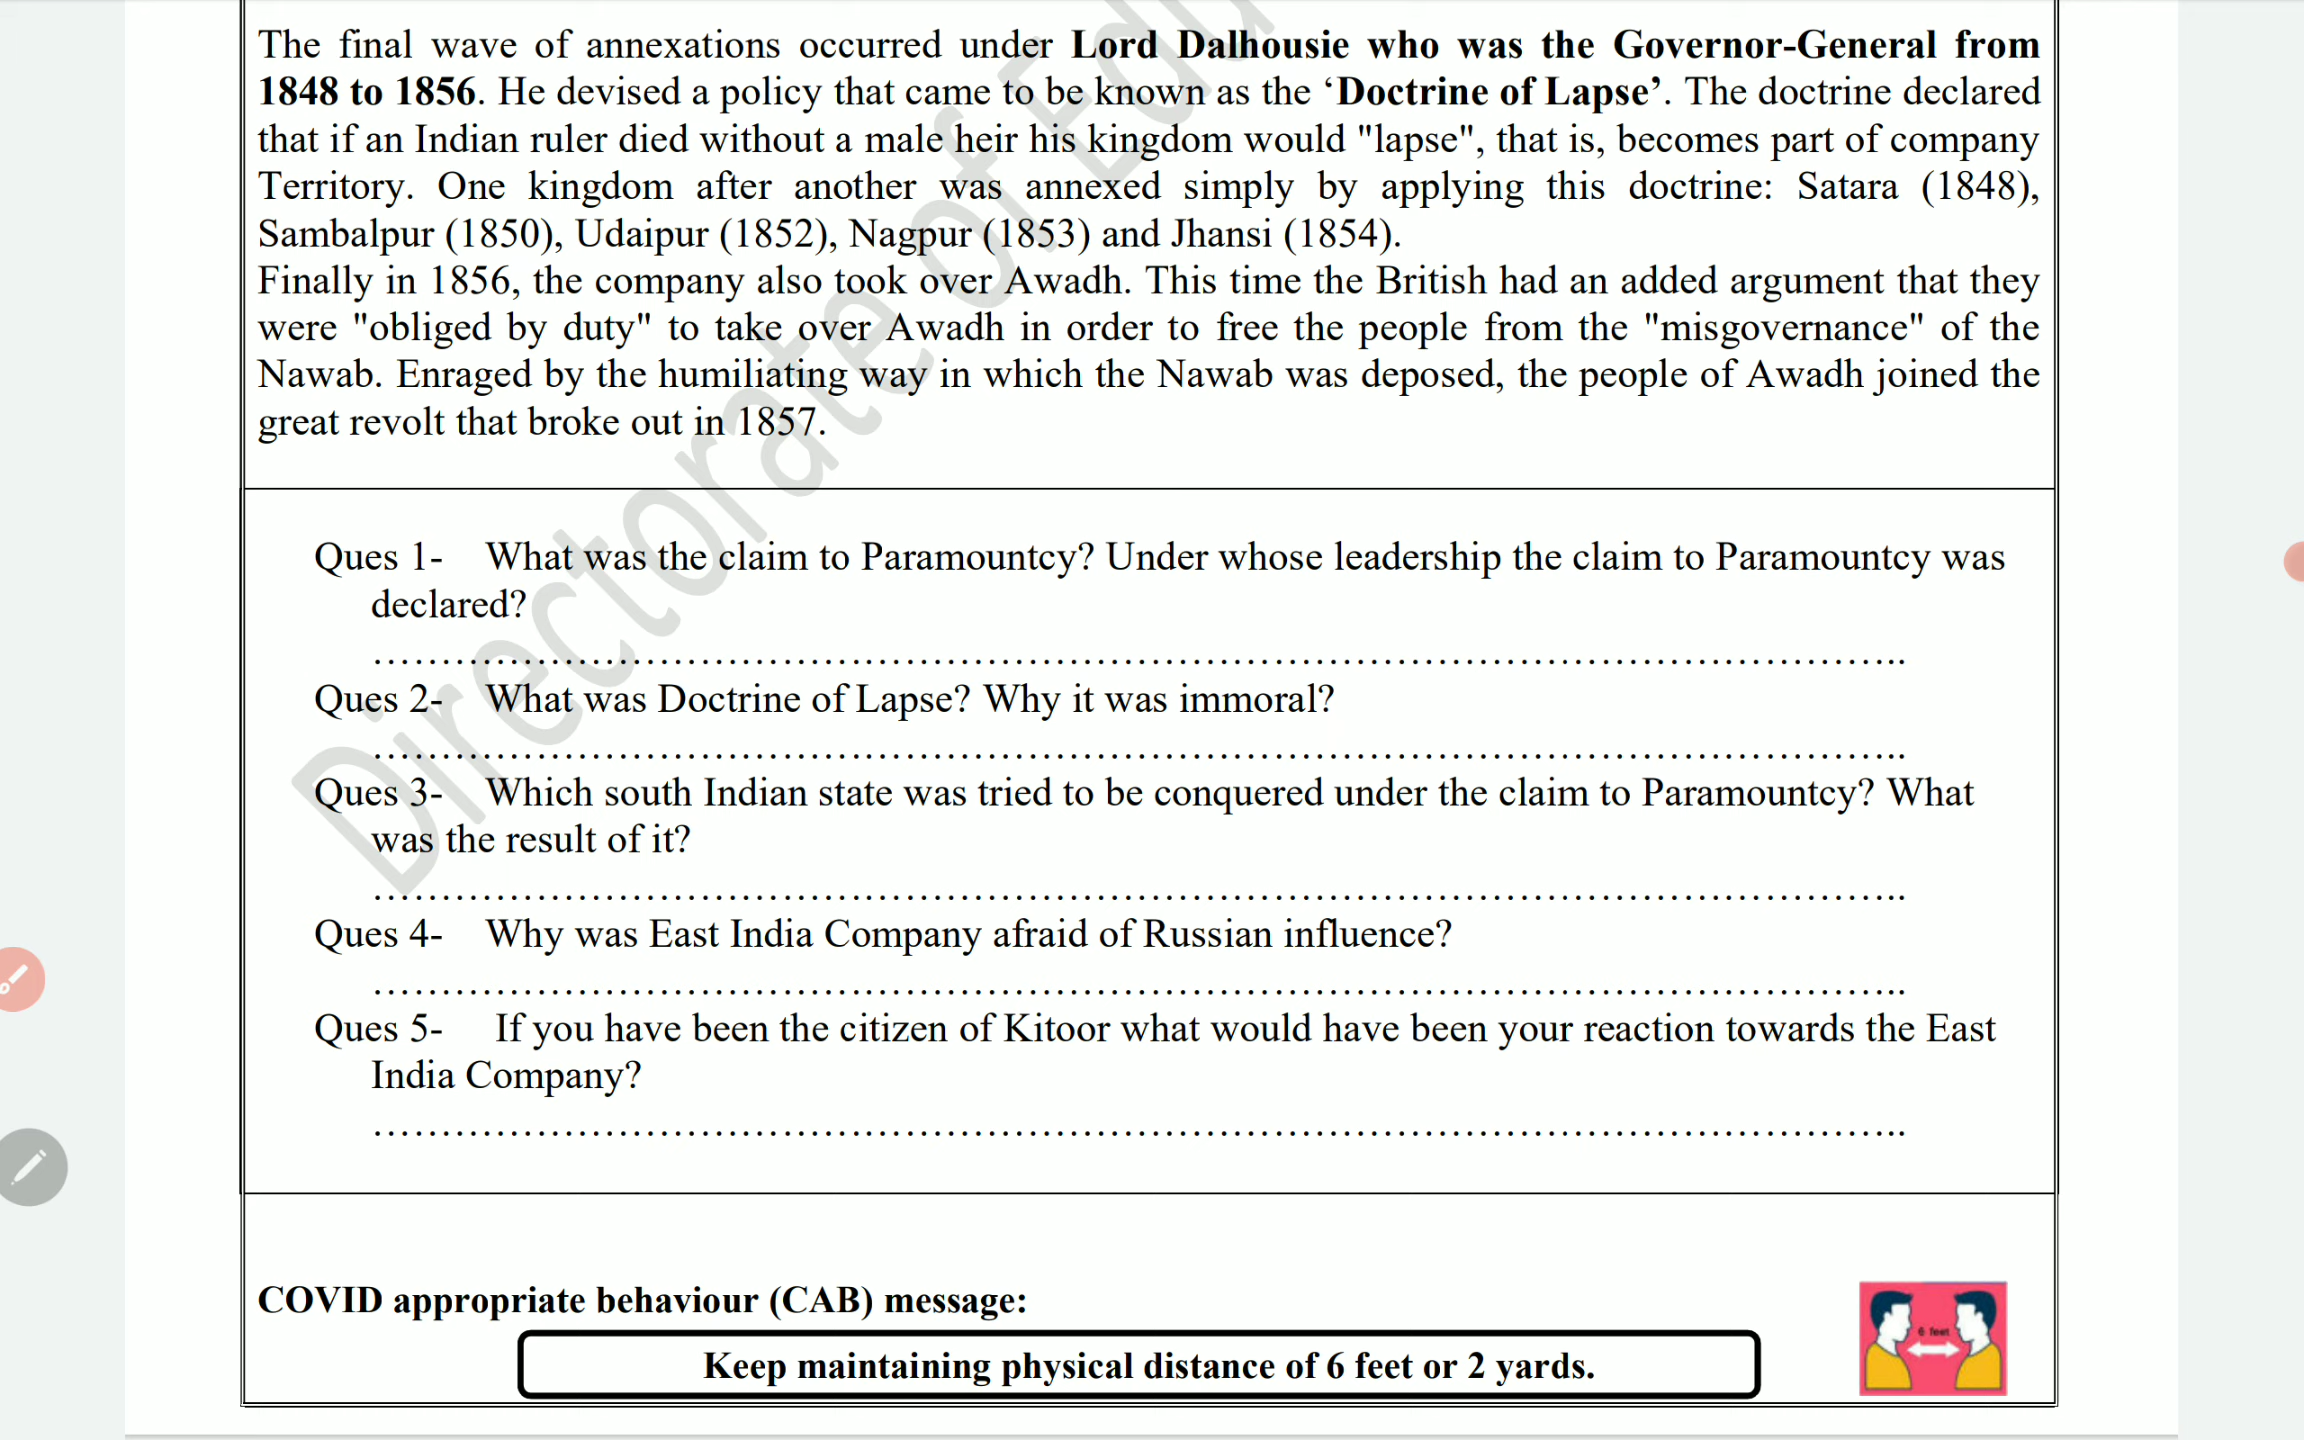 The final wave of annexations occurred under Lord Dalhousie who was the Governor-General from
1848 to 1856. He devised a policy that came to be known as the ‘Doctrine of Lapse’. The doctrine declared
that if an Indian ruler died without a male heir his kingdom would "lapse", that is, becomes part of company
Territory. One kingdom after another was annexed simply by applying this doctrine: Satara (1848),
Sambalpur (1850), Udaipur (1852), Nagpur (1853) and Jhansi (1854).
Finally in 1856, the company also took over Awadh. This time the British had an added argument that they
were "obliged by duty" to take over Awadh in order to free the people from the "misgovernance" of the
Nawab. Enraged by the humiliating way in which the Nawab was deposed, the people of Awadh joined the
great revolt that broke out in 1857.
Directorate of Edu
Ques 1- What was the claim to Paramountcy? Under whose leadership the claim to Paramountcy was
declared?
Ques 2- What was Doctrine of Lapse? Why it was immoral?
Ques 3- Which south Indian state was tried to be conquered under the claim to Paramountcy? What
was the result of it?
Ques 4- Why was East India Company afraid of Russian influence?
Ques 5- If you have been the citizen of Kitoor what would have been your reaction towards the East
India Company?
COVID appropriate behaviour (CAB) message:
6 feet
Keep maintaining physical distance of 6 feet or 2 yards.